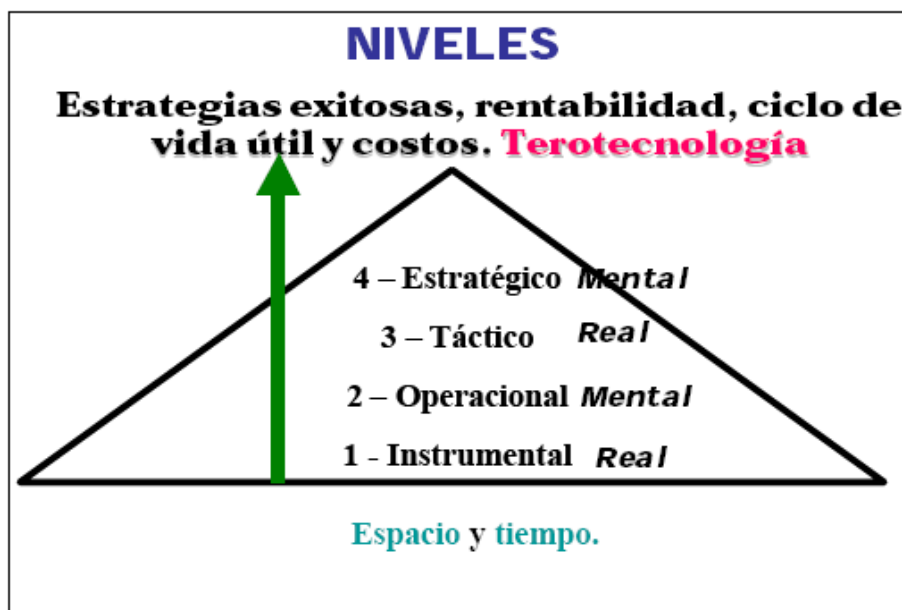 NIVELES
Estrategias exitosas, rentabilidad, ciclo de
vida útil y costos. Terotecnología
4 – Estratégico Mental
3 – Táctico Real
2 – Operacional Mental
1 - Instrumental Real
Espacio y tiempo.